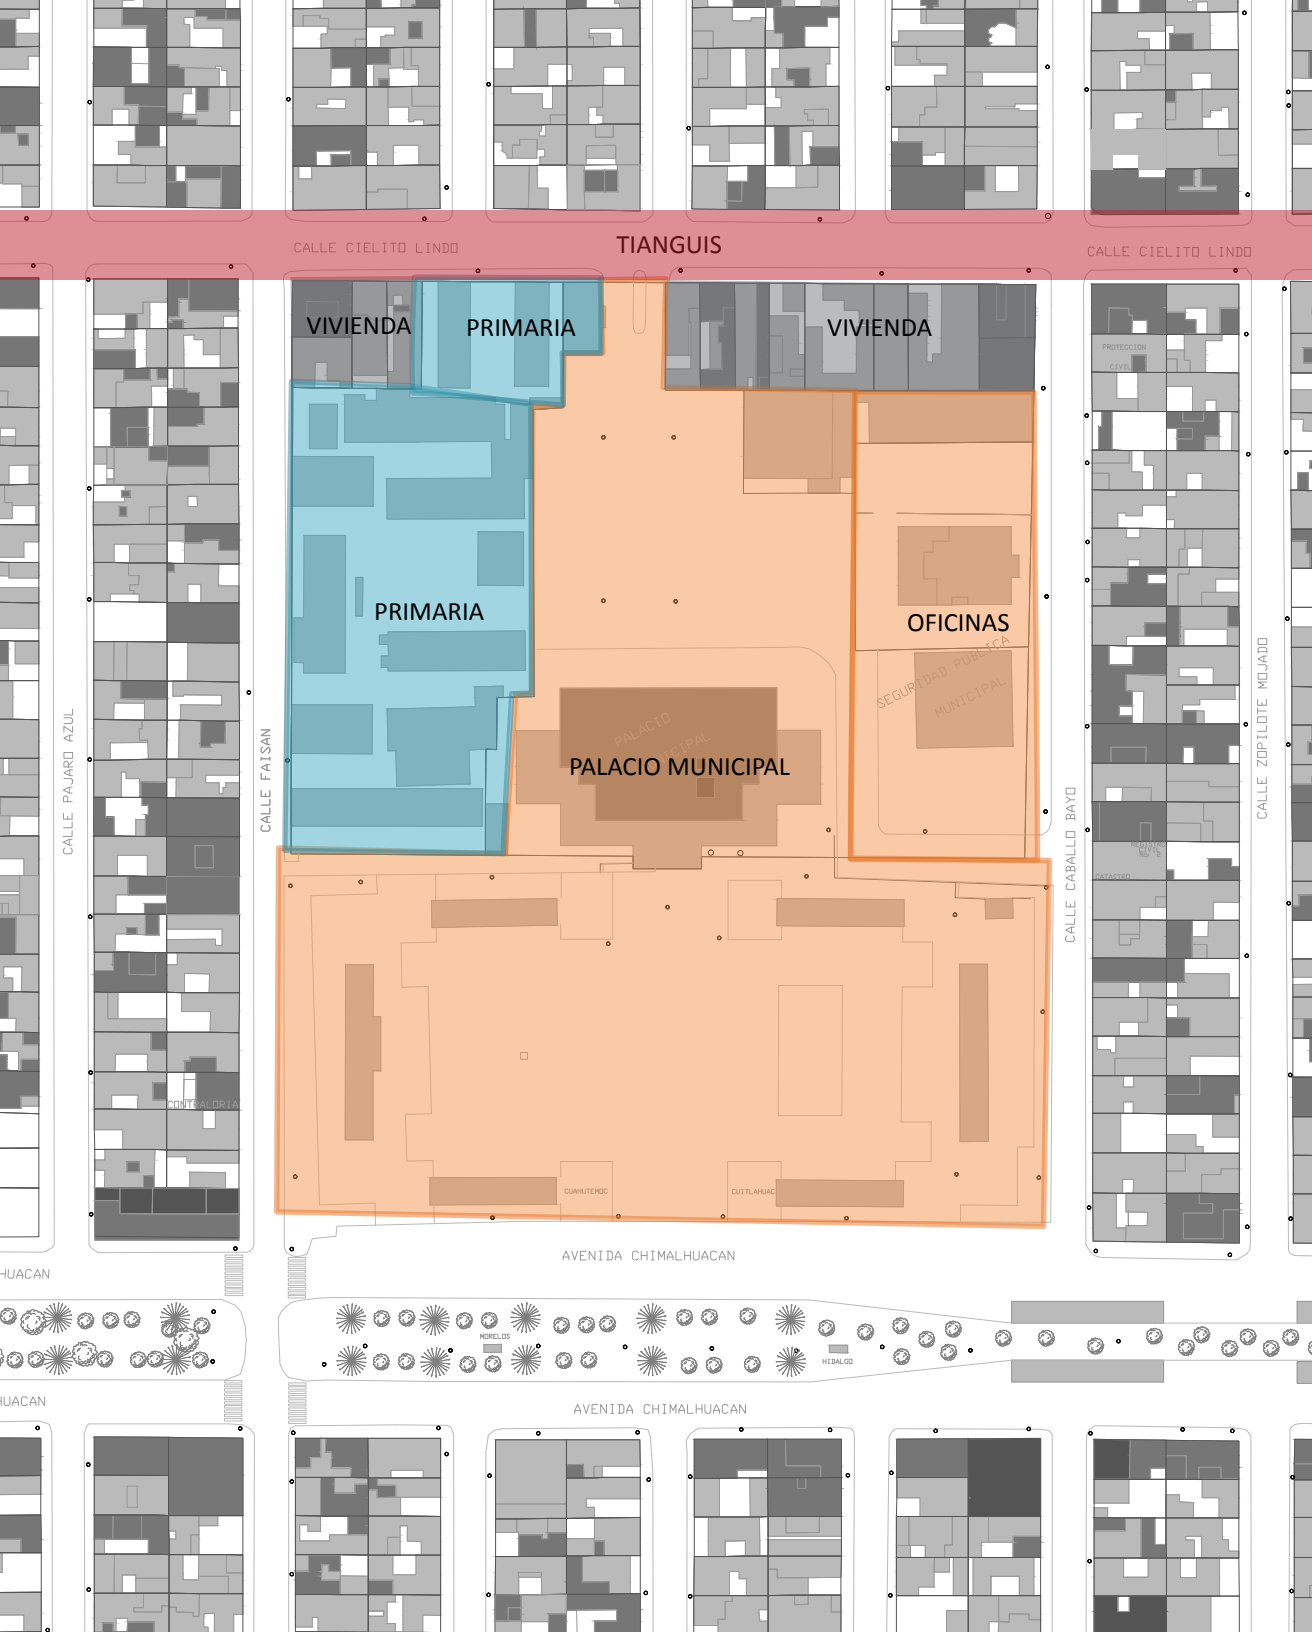 CALLE CIELITO LINDO
TIANGUIS
CALLE CIELITO LINDO
VIVIENDA
PRIMARIA
VIVIENDA
PROTECCION
CIVIL
PRIMARIA
OFICINAS
SEGURIDAD PUBLICA
MUNICIPAL
CALLE PAJARO AZUL
CALLE FAISAN
PALACIO
PALACIO MUNICIPAL
CALLE CABALLO BAYO
CALLE ZOPILOTE MOJADO
REGISTRO
CIVIL
CATASTRO
CONTRALORIA
CUAHUTEMOC
CUITLAHUAC
AVENIDA CHIMALHUACAN
HUACAN
MORELOS
HIDALGO
HUACAN
AVENIDA CHIMALHUACAN